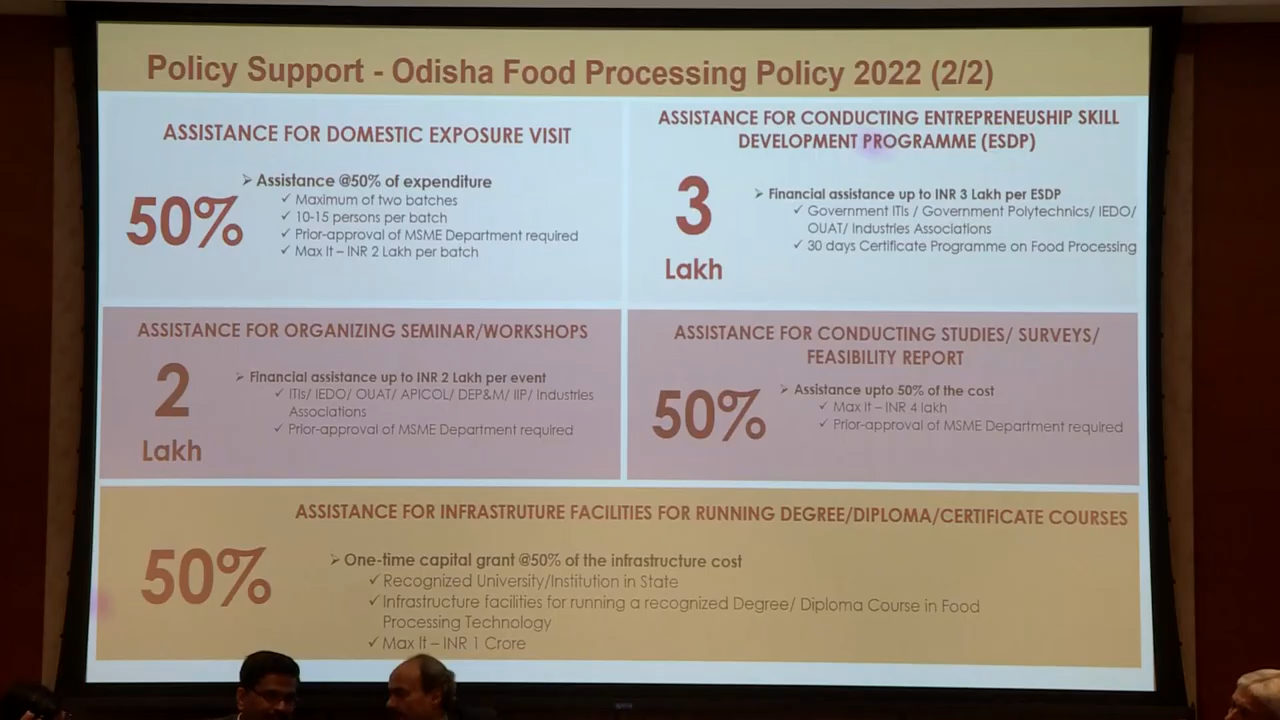 Policy Support - Odisha Food Processing Policy 2022 (2/2)
ASSISTANCE FOR DOMESTIC EXPOSURE VISIT
50%
➢ Assistance @50% of expenditure
✓ Maximum of two batches
✓ 10-15 persons per batch
✓ Prior-approval of MSME Department required
✓ Max lt – INR 2 Lakh per batch
ASSISTANCE FOR CONDUCTING ENTREPRENEUSHIP SKILL
DEVELOPMENT PROGRAMME (ESDP)
3
Lakh
➢ Financial assistance up to INR 3 Lakh per ESDP
✓ Government ITIs / Government Polytechnics/ IEDO/
OUAT/ Industries Associations
✓ 30 days Certificate Programme on Food Processing
ASSISTANCE FOR ORGANIZING SEMINAR/WORKSHOPS
2
Lakh
➢ Financial assistance up to INR 2 Lakh per event
✓ ITIs/ IEDO/ OUAT/ APICOL/ DEP&M/ IIP/ Industries
Associations
✓ Prior-approval of MSME Department required
ASSISTANCE FOR CONDUCTING STUDIES/ SURVEYS/
FEASIBILITY REPORT
50%
➢ Assistance upto 50% of the cost
✓ Max lt – INR 4 lakh
✓ Prior-approval of MSME Department required
ASSISTANCE FOR INFRASTRUTURE FACILITIES FOR RUNNING DEGREE/DIPLOMA/CERTIFICATE COURSES
50%
➢ One-time capital grant @50% of the infrastructure cost
✓ Recognized University/Institution in State
✓ Infrastructure facilities for running a recognized Degree/ Diploma Course in Food
Processing Technology
✓ Max lt – INR 1 Crore